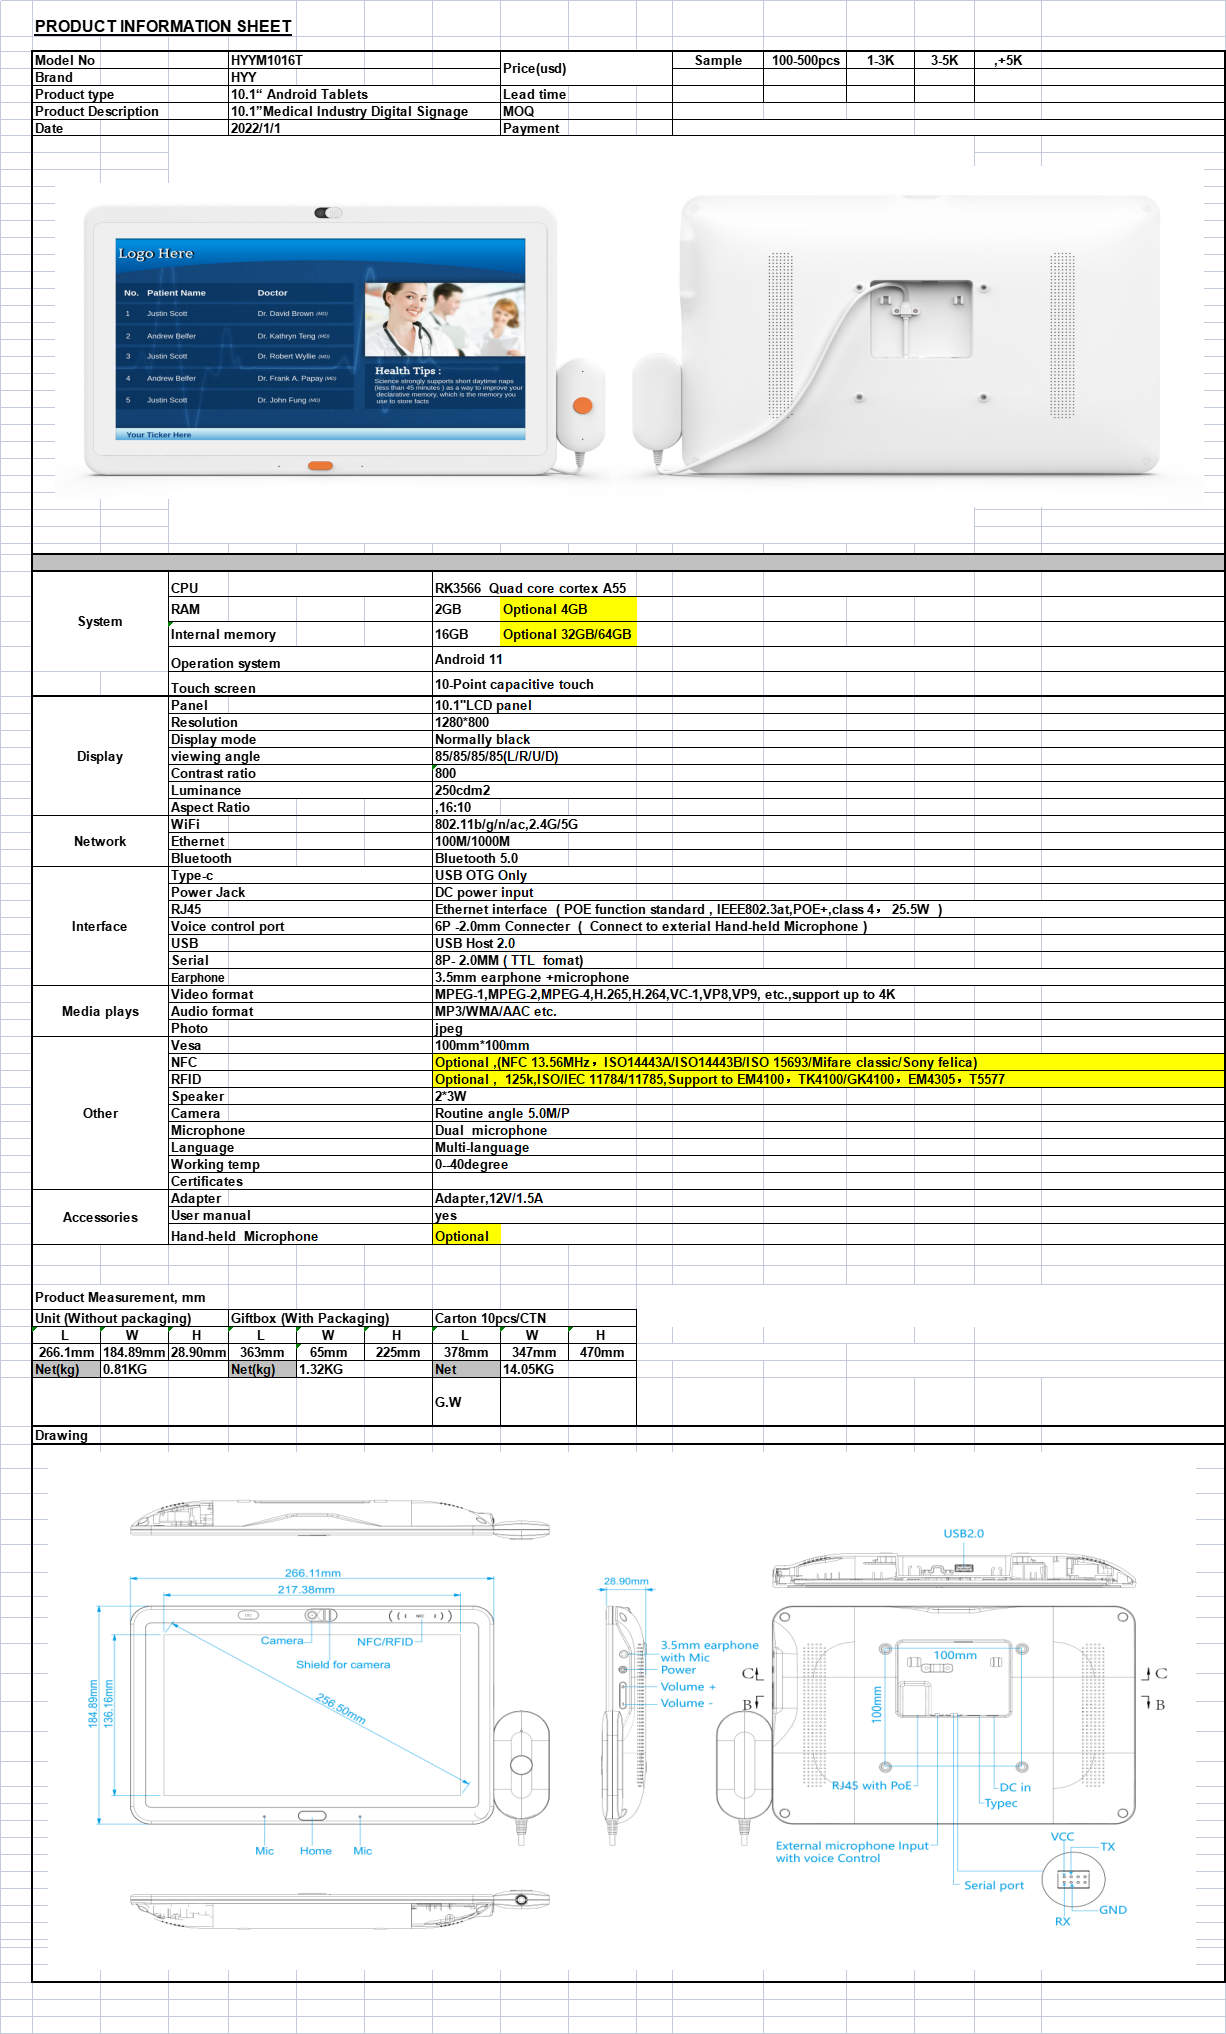 PRODUCT INFORMATION SHEET
Model No HYYM1016T Price(usd) Sample 100-500pcs 1-3K 3-5K ,+5K
Brand HYY
Product type 10.1“ Android Tablets Lead time
Product Description 10.1”Medical Industry Digital Signage MOQ
Date 2022/1/1 Payment
Logo Here
No. Patient Name Doctor
1 Justin Scott Dr. David Brown (MD)
2 Andrew Belfer Dr. Kathryn Teng (MD)
3 Justin Scott Dr. Robert Wyllie (MD)
4 Andrew Belfer Dr. Frank A. Papay (MD)
5 Justin Scott Dr. John Fung (MD)
Health Tips :
Science strongly supports short daytime naps
(less than 45 minutes ) as a way to improve your
declarative memory, which is the memory you
use to store facts
Your Ticker Here
System
CPU RK3566 Quad core cortex A55
RAM 2GB Optional 4GB
Internal memory 16GB Optional 32GB/64GB
Operation system Android 11
Touch screen 10-Point capacitive touch
Display
Panel 10.1"LCD panel
Resolution 1280*800
Display mode Normally black
viewing angle 85/85/85/85(L/R/U/D)
Contrast ratio 800
Luminance 250cdm2
Aspect Ratio ,16:10
Network
WiFi 802.11b/g/n/ac,2.4G/5G
Ethernet 100M/1000M
Bluetooth Bluetooth 5.0
Interface
Type-c USB OTG Only
Power Jack DC power input
RJ45 Ethernet interface ( POE function standard , IEEE802.3at,POE+,class 4， 25.5W )
Voice control port 6P -2.0mm Connecter ( Connect to exterial Hand-held Microphone )
USB USB Host 2.0
Serial 8P- 2.0MM ( TTL fomat)
Earphone 3.5mm earphone +microphone
Media plays
Video format MPEG-1,MPEG-2,MPEG-4,H.265,H.264,VC-1,VP8,VP9, etc.,support up to 4K
Audio format MP3/WMA/AAC etc.
Photo jpeg
Other
Vesa 100mm*100mm
NFC Optional ,(NFC 13.56MHz，ISO14443A/ISO14443B/ISO 15693/Mifare classic/Sony felica)
RFID Optional , 125k,ISO/IEC 11784/11785,Support to EM4100，TK4100/GK4100，EM4305，T5577
Speaker 2*3W
Camera Routine angle 5.0M/P
Microphone Dual microphone
Language Multi-language
Working temp 0--40degree
Certificates
Accessories
Adapter Adapter,12V/1.5A
User manual yes
Hand-held Microphone Optional
Product Measurement, mm
Unit (Without packaging) Giftbox (With Packaging) Carton 10pcs/CTN
L W H L W H L W H
266.1mm 184.89mm 28.90mm 363mm 65mm 225mm 378mm 347mm 470mm
Net(kg) 0.81KG Net(kg) 1.32KG Net 14.05KG
G.W
Drawing
USB2.0
266.11mm
217.38mm
28.90mm
NFC
Camera NFC/RFID
Shield for camera
184.89mm
136.16mm
256.50mm
Mic Home Mic
3.5mm earphone
with Mic
Power
Volume +
Volume -
C C
B B
100mm
100mm
RJ45 with PoE DC in
Typec
External microphone Input
with voice Control
Serial port
VCC
TX
GND
RX